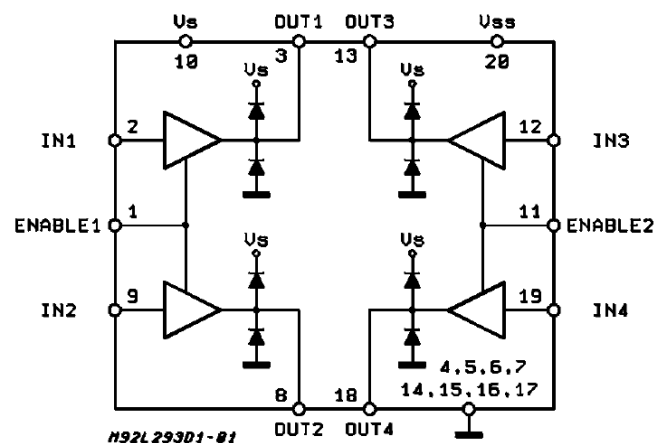 Vs OUT1 OUT3 Vss
10 3 13 20
Vs Vs
IN1 2 12 IN3
ENABLE1 1 11 ENABLE2
Vs Vs
IN2 9 19 IN4
4,5,6,7
8 18 14,15,16,17
OUT2 OUT4
M92L293D1-01